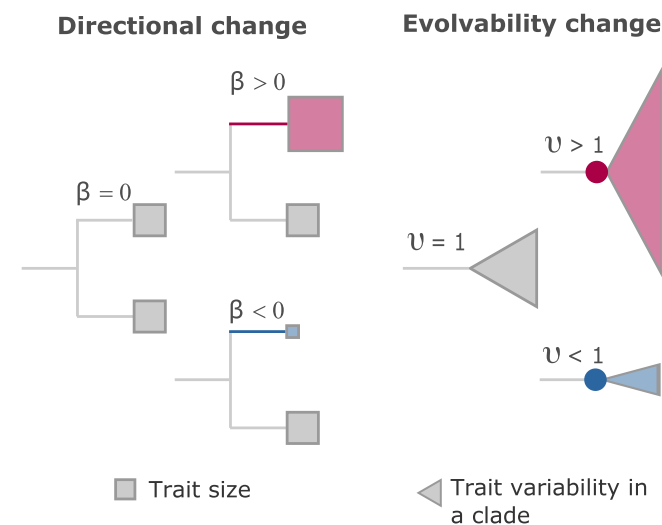 Directional change
Evolvability change
β > 0
β = 0
β < 0
υ > 1
υ = 1
υ < 1
Trait size
Trait variability in
a clade